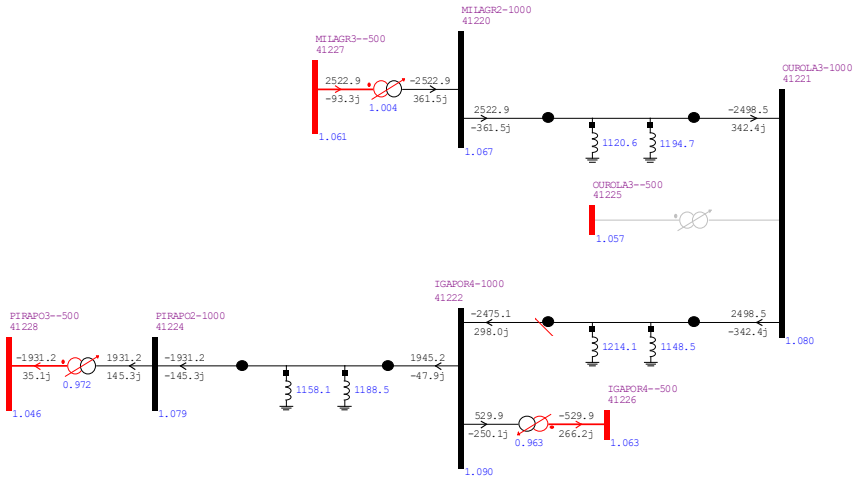 MILAGR2-1000
41220
MILAGR3--500
41227
2522.9
-93.3j
-2522.9
361.5j
1.004
1.061
1.067
2522.9
-361.5j
1120.6
1194.7
-2498.5
342.4j
OUROLA3-1000
41221
OUROLA3--500
41225
1.057
IGAPOR4-1000
41222
-2475.1
298.0j
1214.1
1148.5
2498.5
-342.4j
1.080
PIRAPO3--500
41228
PIRAPO2-1000
41224
-1931.2
35.1j
0.972
1931.2
145.3j
-1931.2
-145.3j
1158.1
1188.5
1945.2
-47.9j
1.046
1.079
IGAPOR4--500
41226
529.9
-250.1j
0.963
-529.9
266.2j
1.063
1.090